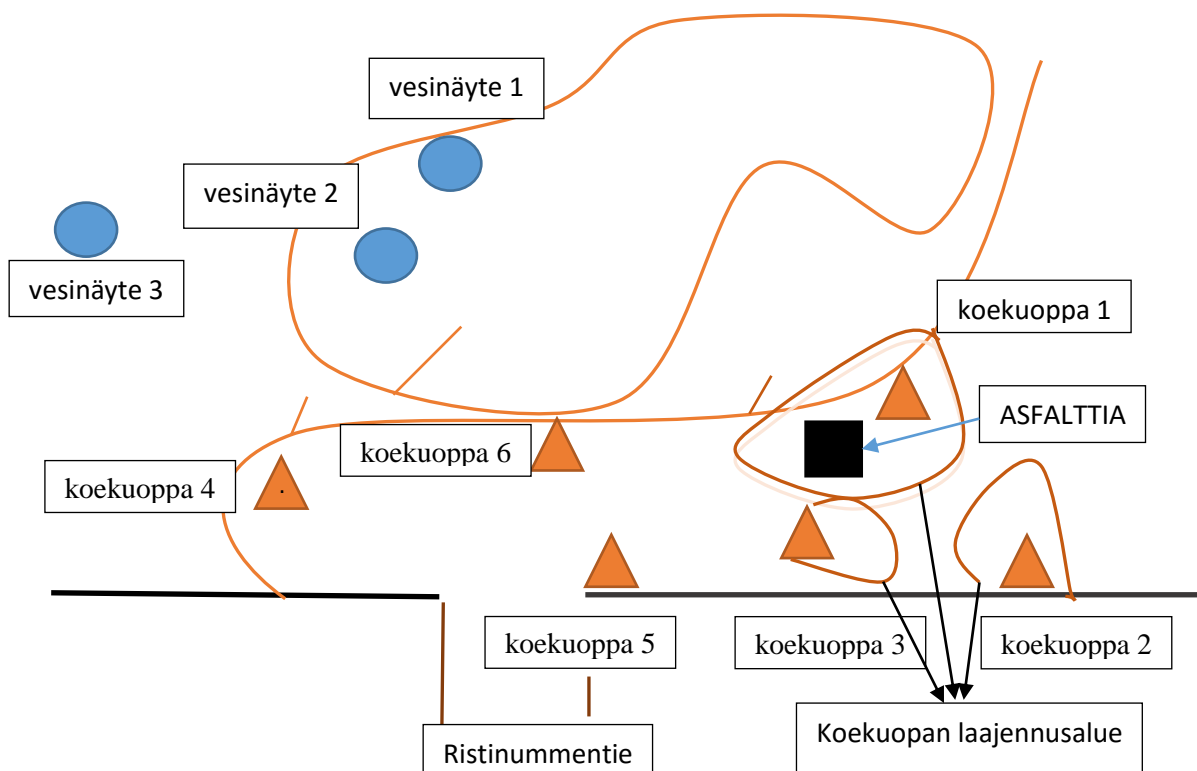 vesinäyte 1
vesinäyte 2
vesinäyte 3
koekuoppa 1
ASFALTTIA
koekuoppa 6
koekuoppa 4
koekuoppa 5
koekuoppa 3
koekuoppa 2
Ristinummentie
Koekuopan laajennusalue